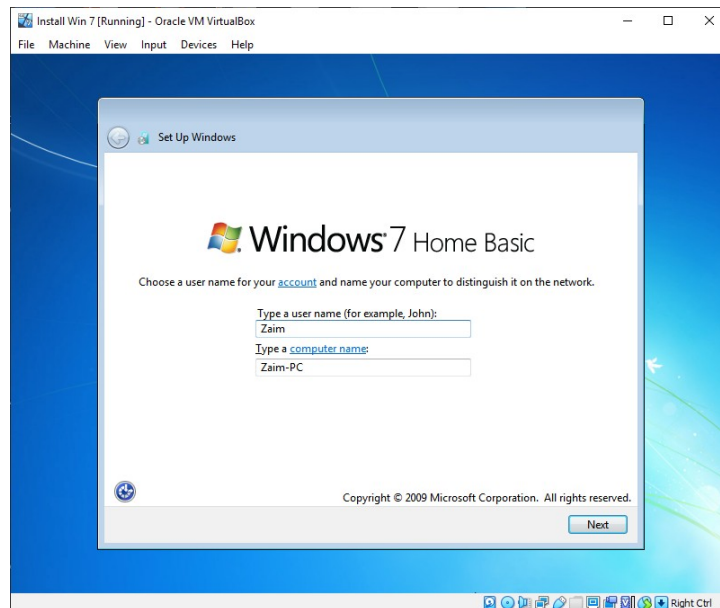 Install Win 7 [Running] - Oracle VM VirtualBox
File Machine View Input Devices Help
Set Up Windows
Windows 7 Home Basic
Choose a user name for your account and name your computer to distinguish it on the network.
Type a user name (for example, John):
Zaim
Type a computer name:
Zaim-PC
Copyright © 2009 Microsoft Corporation. All rights reserved.
Next
Right Ctrl